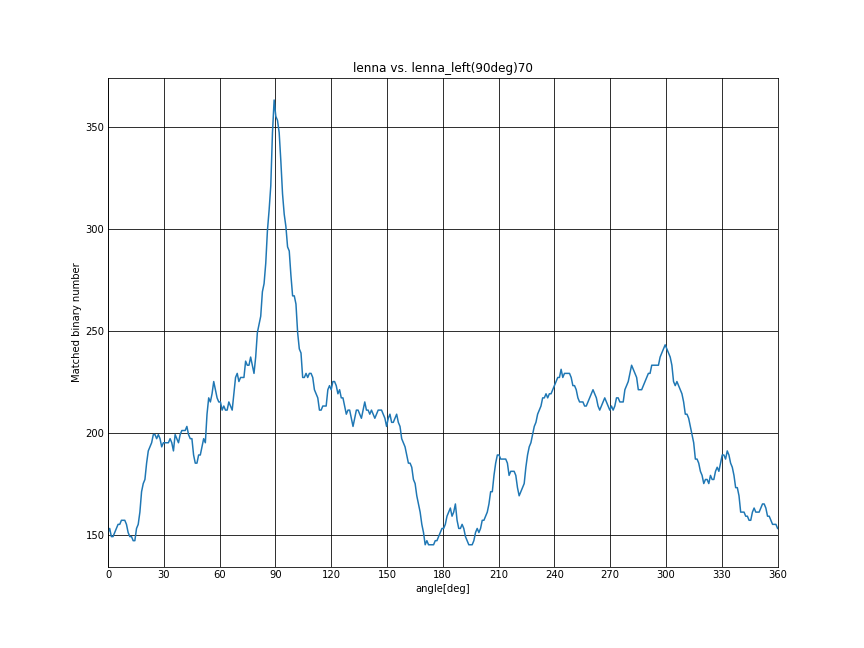 lenna vs. lenna_left(90deg)70
Matched binary number
350
300
250
200
150
0 30 60 90 120 150 180 210 240 270 300 330 360
angle[deg]